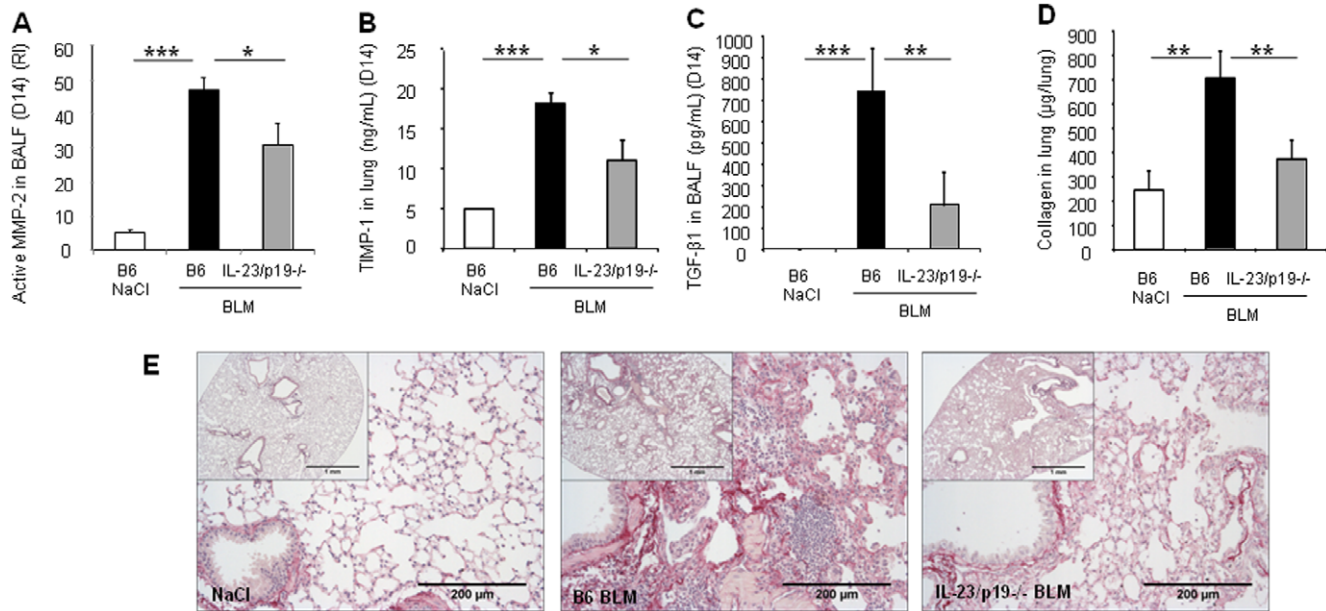 A
Active MMP-2 in BALF (D14) (RI)
60
50
40
30
20
10
0
*** *
B6
NaCl
B6 IL-23/p19-/-
BLM
B
TIMP-1 in lung (ng/mL) (D14)
25
20
15
10
5
0
*** *
B6
NaCl
B6 IL-23/p19-/-
BLM
C
TGF-β1 in BALF (pg/mL) (D14)
1000
900
800
700
600
500
400
300
200
100
0
*** **
B6
NaCl
B6 IL-23/p19-/-
BLM
D
Collagen in lung (µg/lung)
900
800
700
600
500
400
300
200
100
0
** **
B6
NaCl
B6 IL-23/p19-/-
BLM
E
1 mm
NaCl
200 µm
1 mm
B6 BLM
200 µm
1 mm
IL-23/p19-- BLM
200 µm